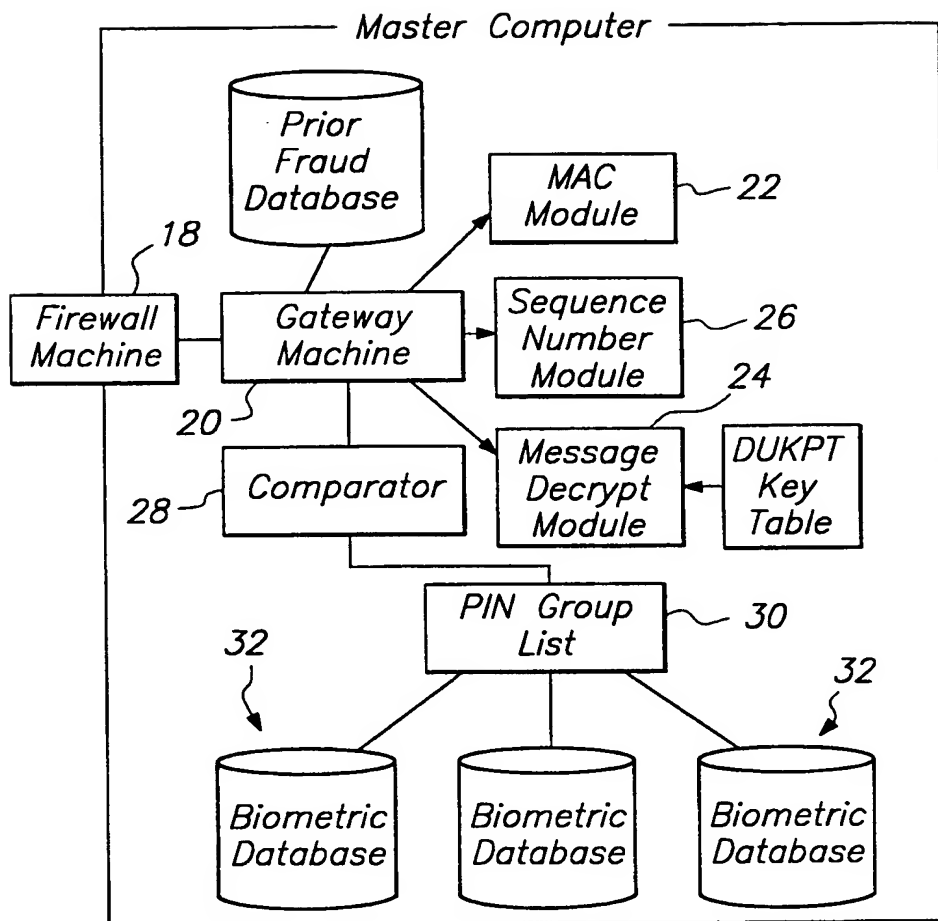 Master Computer
Prior
Fraud
Database
MAC
Module
22
18
Firewall
Machine
Gateway
Machine
Sequence
Number
Module
26
20
24
Comparator
28
Message
Decrypt
Module
DUKPT
Key
Table
PIN Group
List
30
32
32
Biometric
Database
Biometric
Database
Biometric
Database